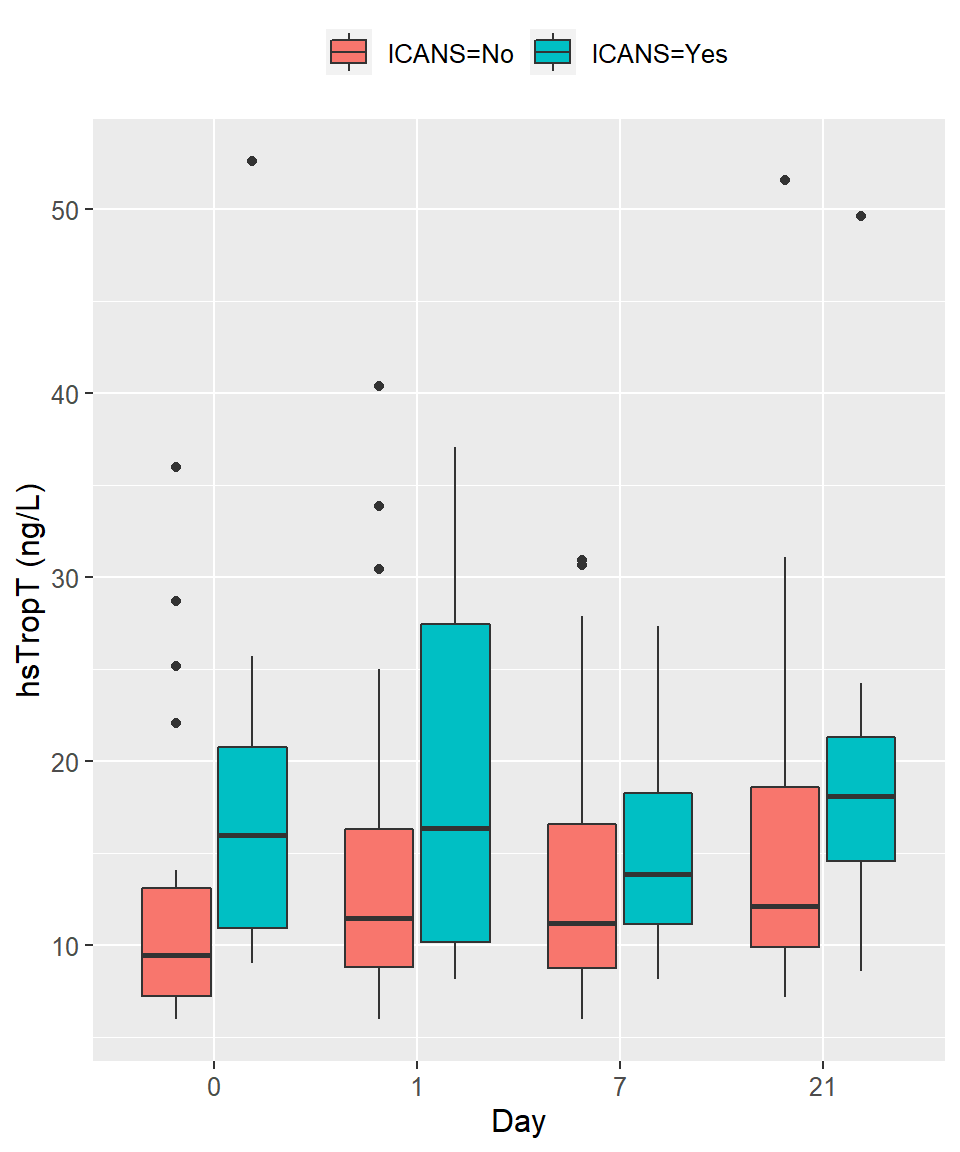 ICANS=No ICANS=Yes
hsTropT (ng/L)
50
40
30
20
10
0 1 7 21
Day